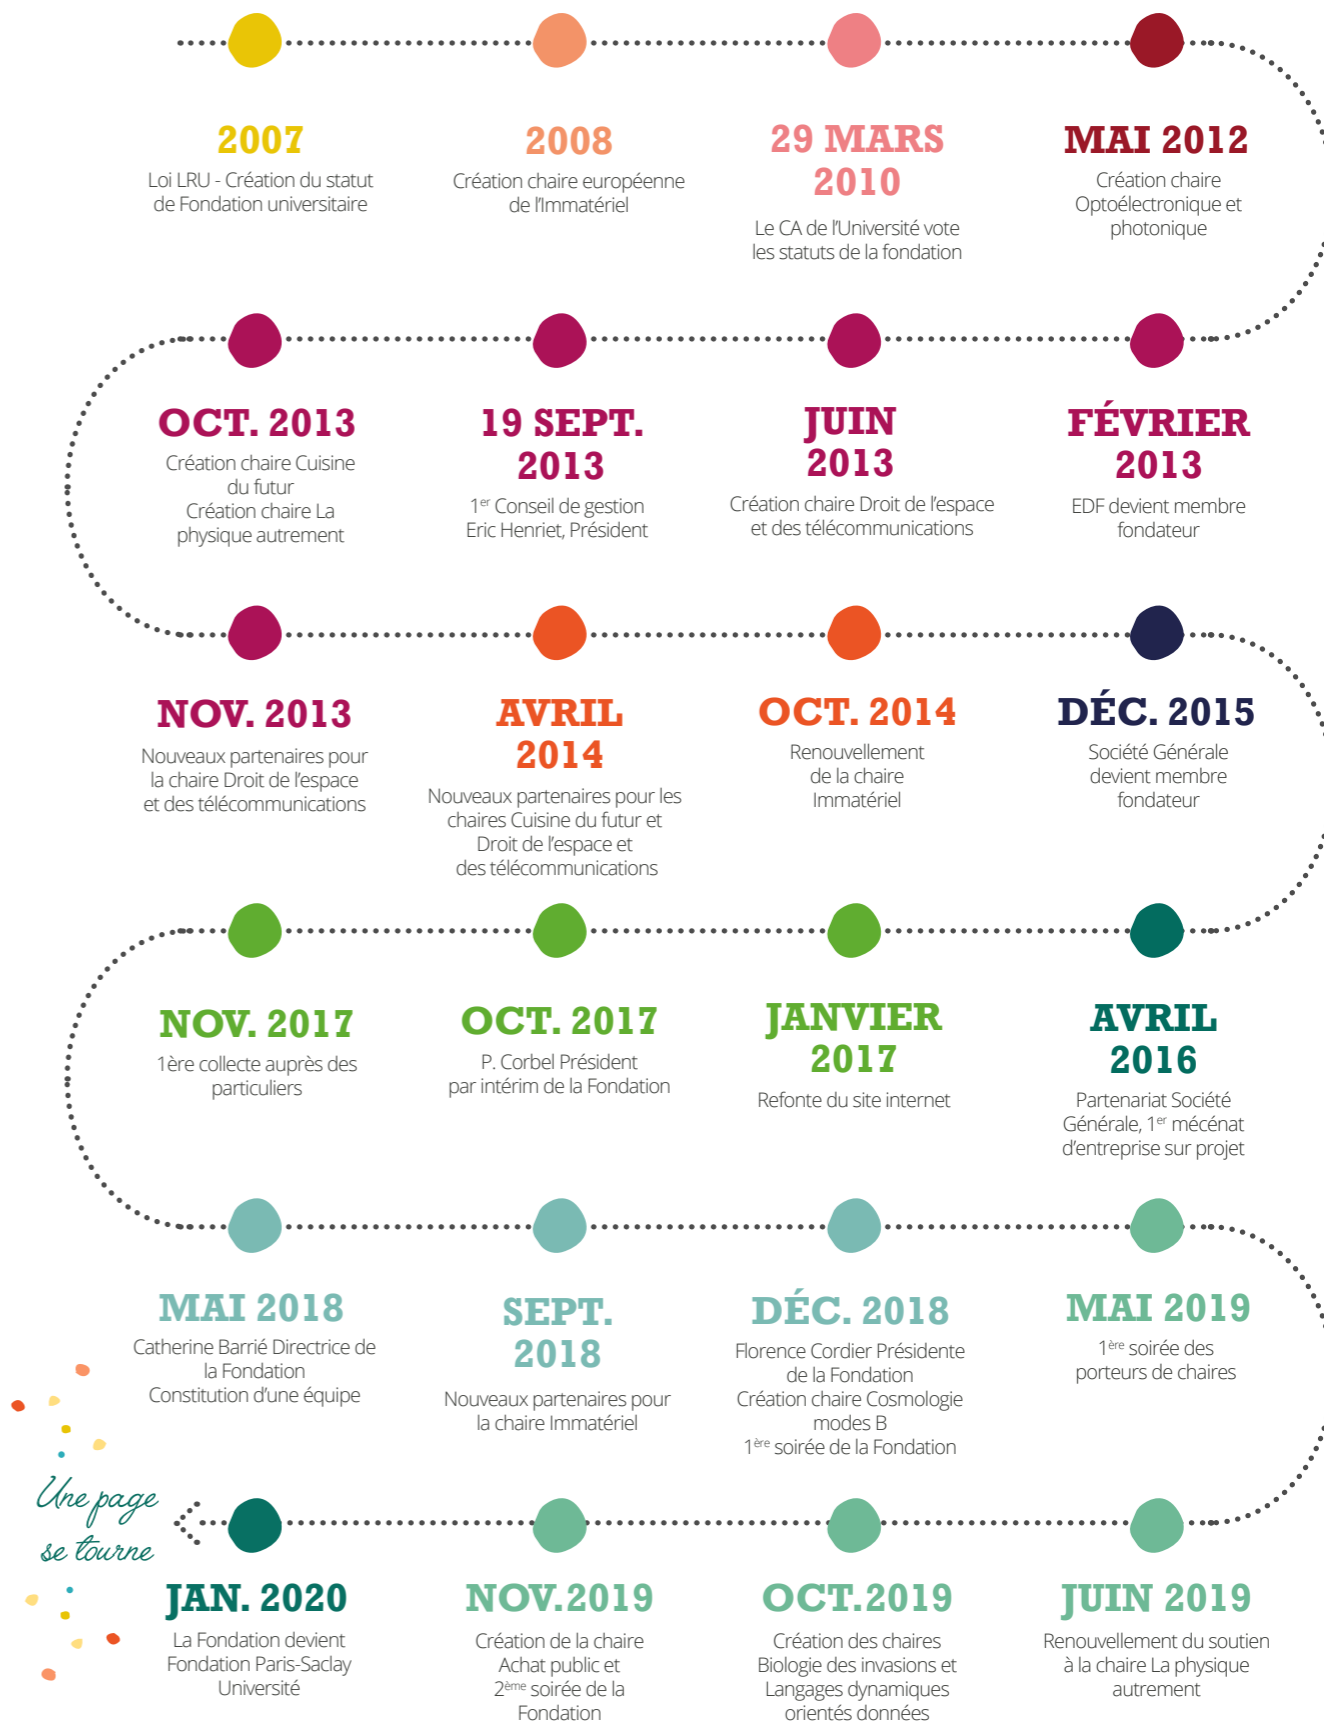 2007
Loi LRU - Création du statut
de Fondation universitaire
2008
Création chaire européenne
de l'Immatériel
29 MARS
2010
Le CA de l'Université vote
les statuts de la fondation
MAI 2012
Création chaire
Optoélectronique et
photonique
FÉVRIER
2013
EDF devient membre
fondateur
JUIN
2013
Création chaire Droit de l'espace
et des télécommunications
19 SEPT.
2013
1er Conseil de gestion
Eric Henriet, Président
OCT. 2013
Création chaire Cuisine
du futur
Création chaire La
physique autrement
NOV. 2013
Nouveaux partenaires pour
la chaire Droit de l'espace
et des télécommunications
AVRIL
2014
Nouveaux partenaires pour les
chaires Cuisine du futur et
Droit de l'espace et
des télécommunications
OCT. 2014
Renouvellement
de la chaire
Immatériel
DÉC. 2015
Société Générale
devient membre
fondateur
AVRIL
2016
Partenariat Société
Générale, 1er mécénat
d'entreprise sur projet
JANVIER
2017
Refonte du site internet
OCT. 2017
P. Corbel Président
par intérim de la Fondation
NOV. 2017
1ère collecte auprès des
particuliers
MAI 2018
Catherine Barrié Directrice de
la Fondation
Constitution d'une équipe
SEPT.
2018
Nouveaux partenaires pour
la chaire Immatériel
DÉC. 2018
Florence Cordier Présidente
de la Fondation
Création chaire Cosmologie
modes B
1ère soirée de la Fondation
MAI 2019
1ère soirée des
porteurs de chaires
JUIN 2019
Renouvellement du soutien
à la chaire La physique
autrement
OCT.2019
Création des chaires
Biologie des invasions et
Langages dynamiques
orientés données
NOV.2019
Création de la chaire
Achat public et
2ème soirée de la
Fondation
JAN. 2020
La Fondation devient
Fondation Paris-Saclay
Université
Une page
se tourne